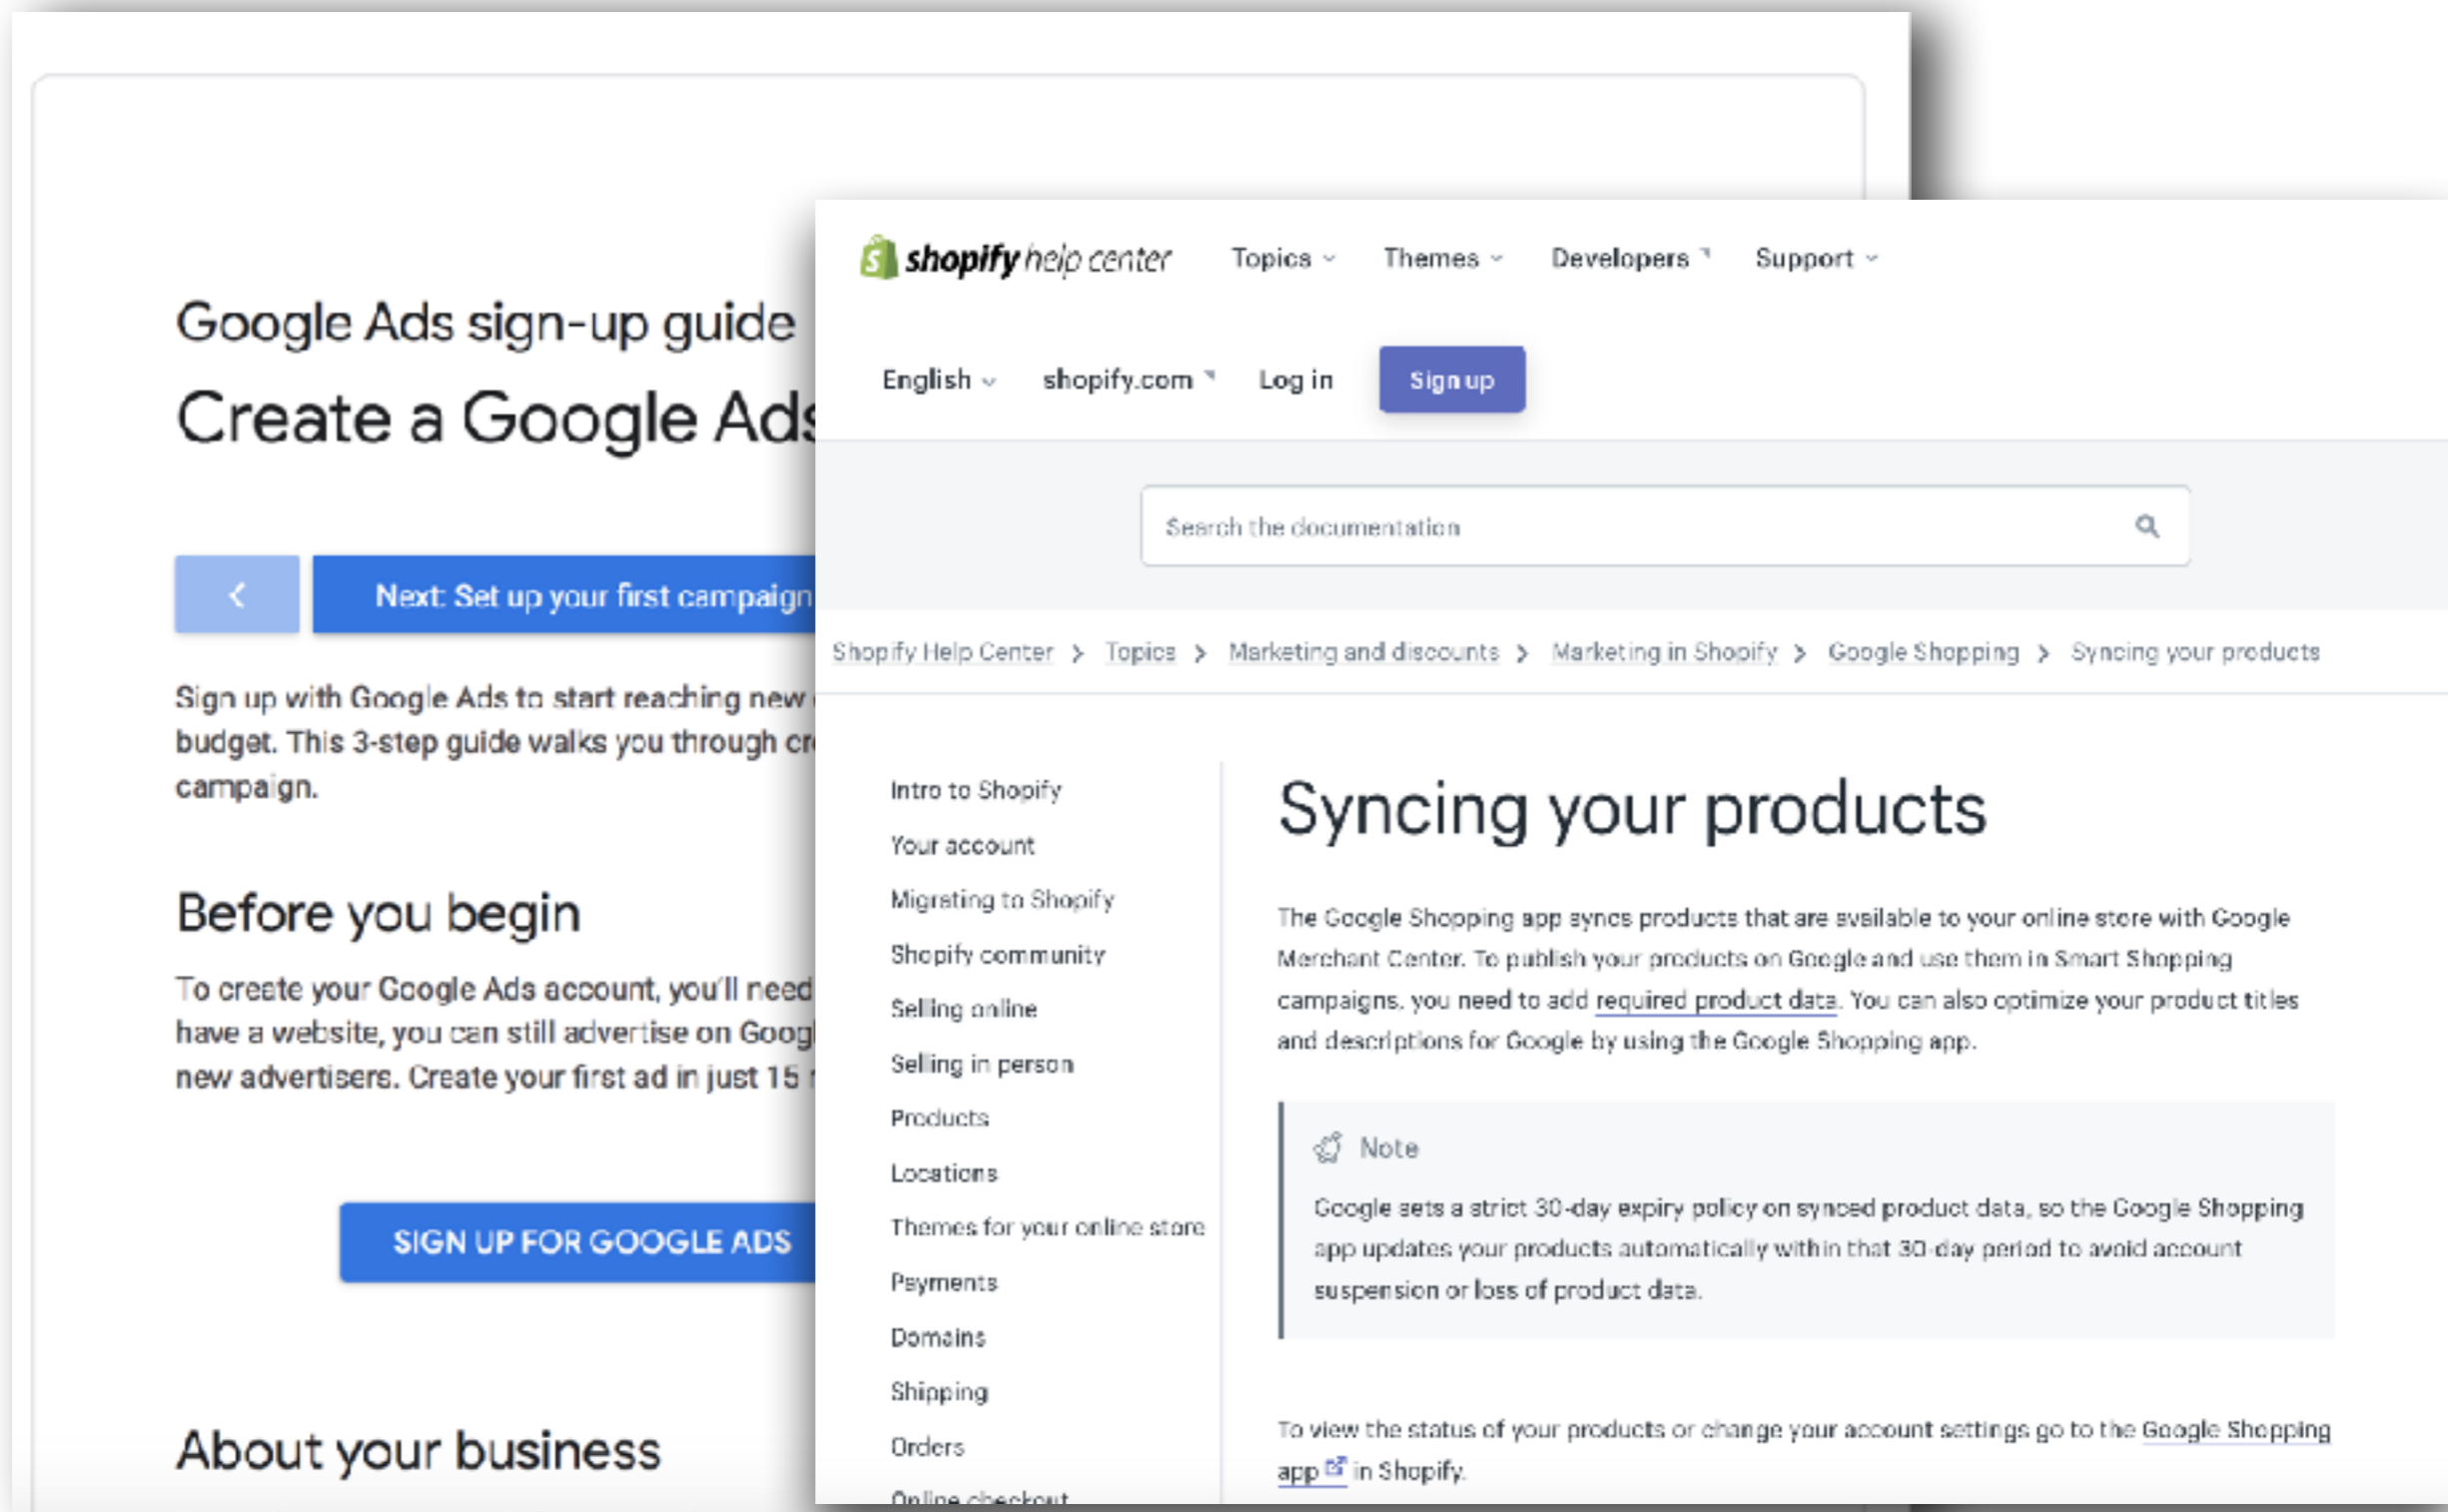 Google Ads sign-up guide
Create a Google Ads
Next: Set up your first campaign
Sign up with Google Ads to start reaching new
budget. This 3-step guide walks you through
campaign.
Before you begin
To create your Google Ads account, you'll need
have a website, you can still advertise on
new advertisers. Create your first ad in just 15
SIGN UP FOR GOOGLE ADS
About your business
shopify help center
Topics
Themes
Developers
Support
English
shopify.com
Log in
Sign up
Search the documentation
Shopify Help Center > Topics > Marketing and discounts > Marketing in Shopify > Google Shopping > Syncing your products
Intro to Shopify
Your account
Migrating to Shopify
Shopify community
Selling online
Selling in person
Products
Locations
Themes for your online store
Payments
Domains
Shipping
Orders
Online checkout
Syncing your products
The Google Shopping app syncs products that are available to your online store with Google
Merchant Center. To publish your products on Google and use them in Smart Shopping
campaigns, you need to add required product data. You can also optimize your product titles
and descriptions for Google by using the Google Shopping app.
Note
Google sets a strict 30-day expiry policy on synced product data, so the Google Shopping
app updates your products automatically within that 30-day period to avoid account
suspension or loss of product data.
To view the status of your products or change your account settings go to the Google Shopping
app in Shopify.